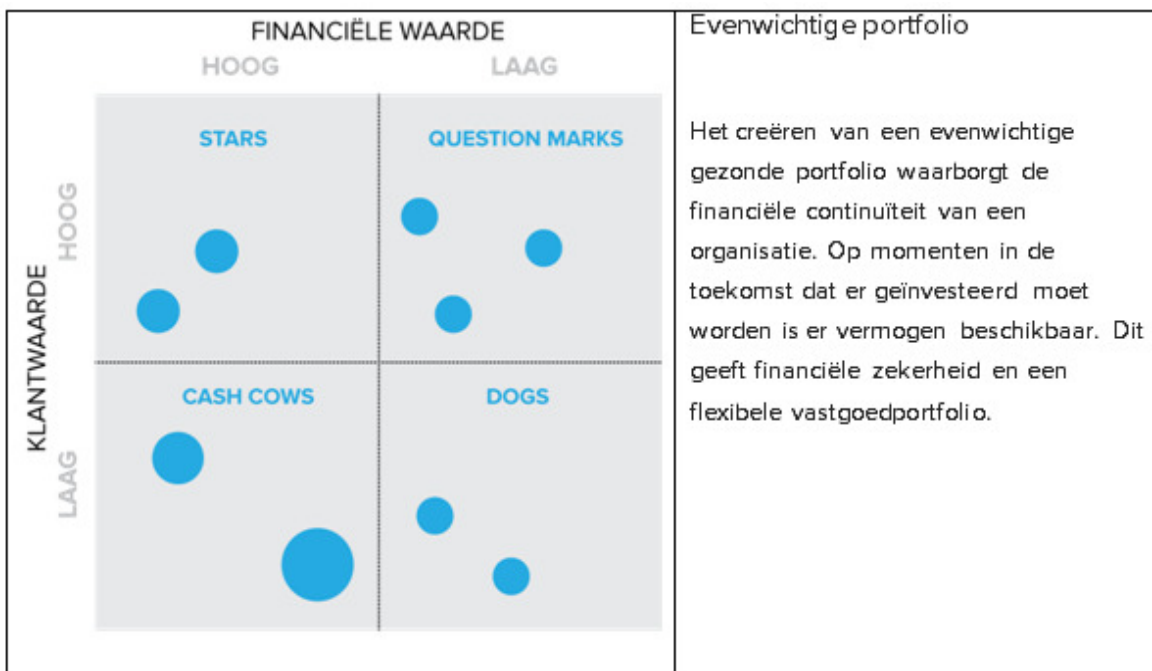 FINANCIËLE WAARDE
HOOG LAAG
KLANTWAARDE
HOOG
LAAG
STARS
QUESTION MARKS
CASH COWS
DOGS
Evenwichtige portfolio
Het creëren van een evenwichtige
gezonde portfolio waarborgt de
financiële continuïteit van een
organisatie. Op momenten in de
toekomst dat er geïnvesteerd moet
worden is er vermogen beschikbaar. Dit
geeft financiële zekerheid en een
flexibele vastgoedportfolio.